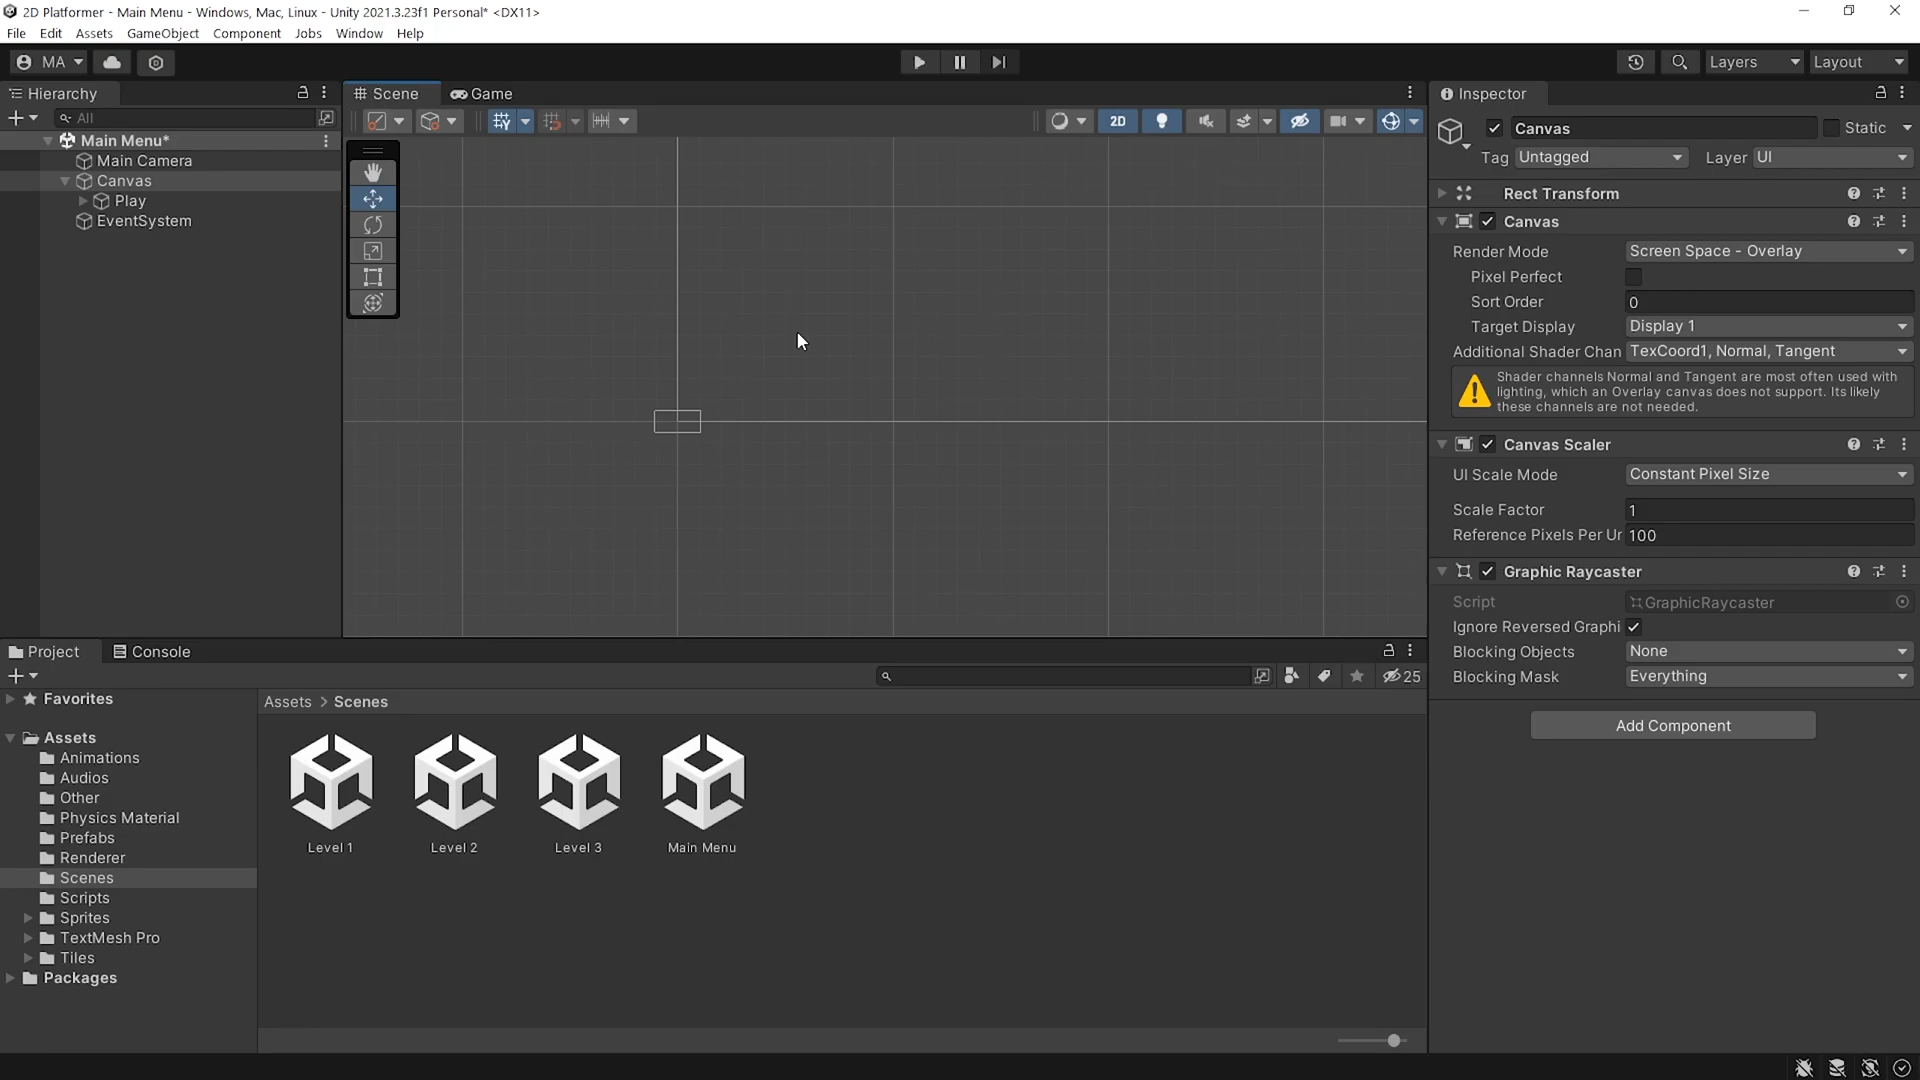 2D Platformer - Main Menu - Windows, Mac, Linux - Unity 2021.3.23f1 Personal* <DX11>
File Edit Assets GameObject Component Jobs Window Help
MA Layers Layout
Hierarchy
All
Main Menu*
Main Camera
Canvas
Play
EventSystem
Scene Game
2D
Inspector
Canvas Static
Tag Untagged Layer UI
Rect Transform
Canvas
Render Mode Screen Space - Overlay
Pixel Perfect
Sort Order 0
Target Display Display 1
Additional Shader Chan TexCoord1, Normal, Tangent
Shader channels Normal and Tangent are most often used with
lighting, which an Overlay canvas does not support. Its likely
these channels are not needed.
Canvas Scaler
UI Scale Mode Constant Pixel Size
Scale Factor 1
Reference Pixels Per Ur 100
Graphic Raycaster
Script GraphicRaycaster
Ignore Reversed Graphi
Blocking Objects None
Blocking Mask Everything
Add Component
Project Console
25
Favorites
Assets
Animations
Audios
Other
Physics Material
Prefabs
Renderer
Scenes
Scripts
Sprites
TextMesh Pro
Tiles
Packages
Assets > Scenes
Level 1 Level 2 Level 3 Main Menu